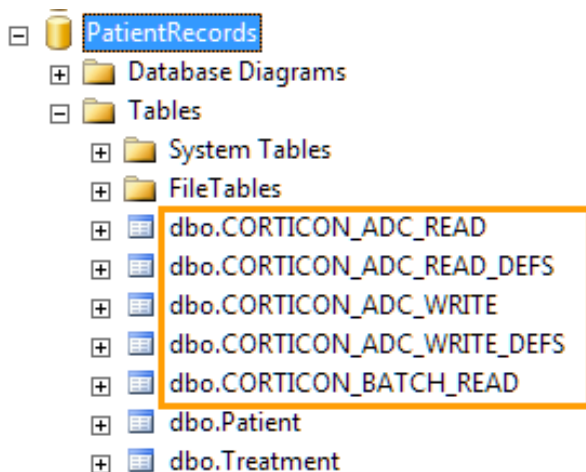 PatientRecords
Database Diagrams
Tables
System Tables
FileTables
dbo.CORTICON_ADC_READ
dbo.CORTICON_ADC_READ_DEFS
dbo.CORTICON_ADC_WRITE
dbo.CORTICON_ADC_WRITE_DEFS
dbo.CORTICON_BATCH_READ
dbo.Patient
dbo.Treatment